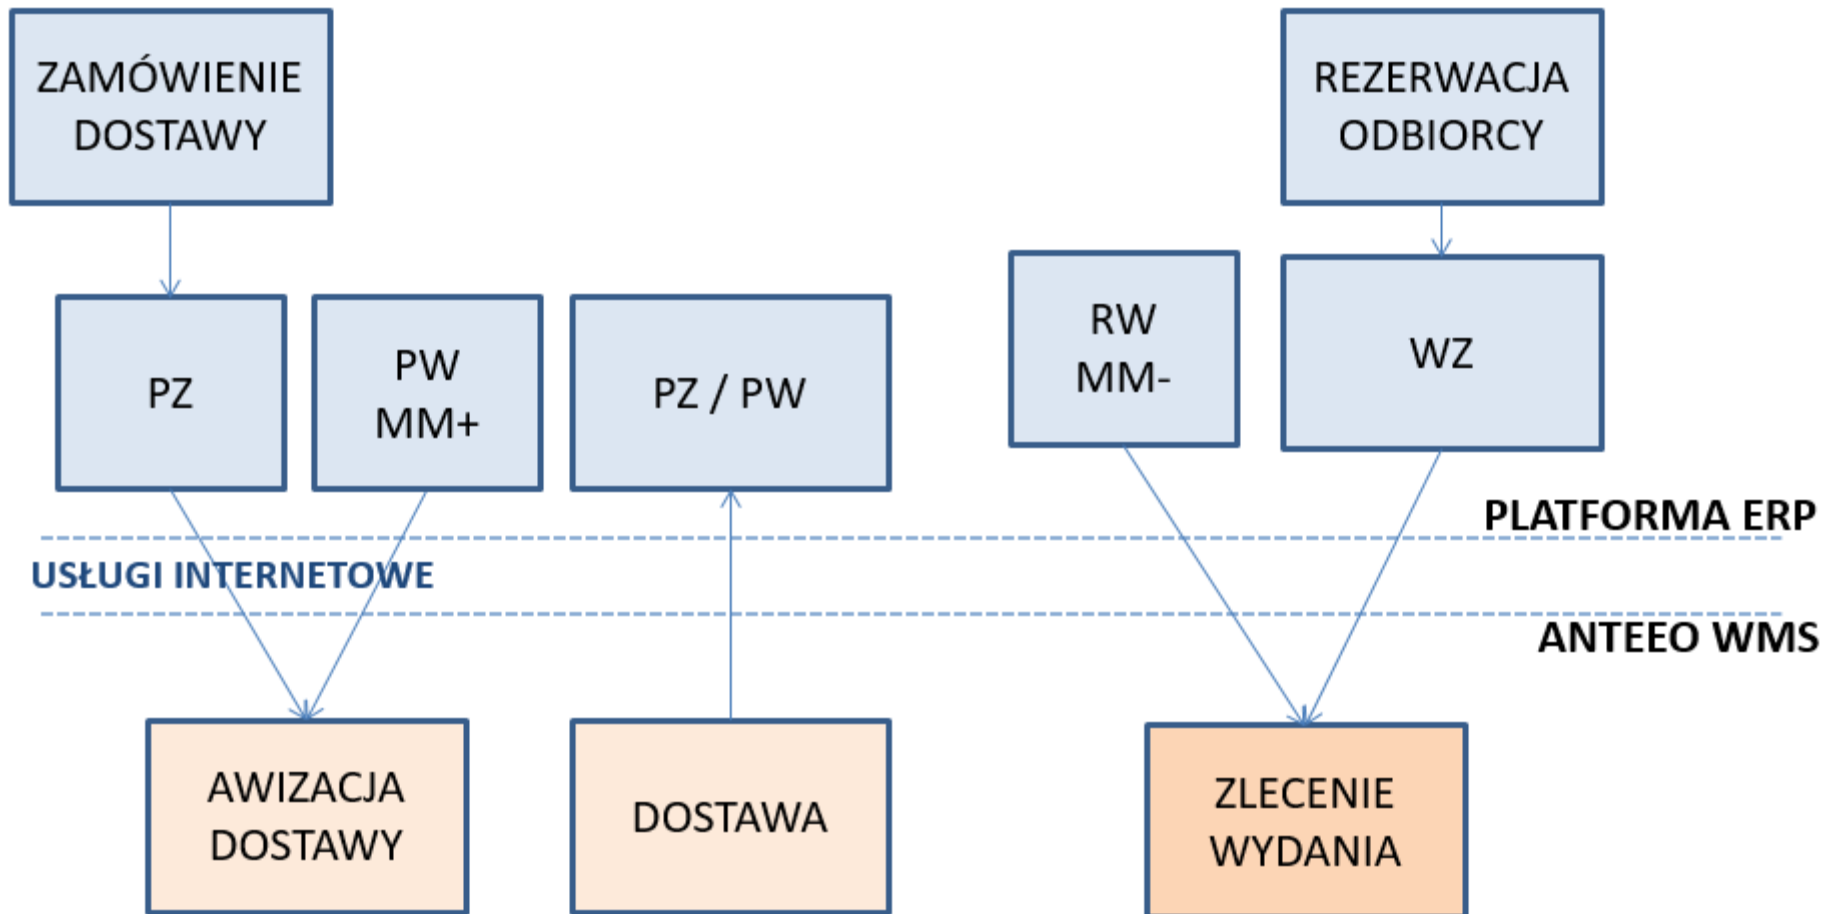 ZAMÓWIENIE
DOSTAWY
REZERWACJA
ODBIORCY
PZ
PW
MM+
PZ / PW
RW
MM-
WZ
PLATFORMA ERP
USŁUGI INTERNETOWE
ANTEEO WMS
AWIZACJA
DOSTAWY
DOSTAWA
ZLECENIE
WYDANIA